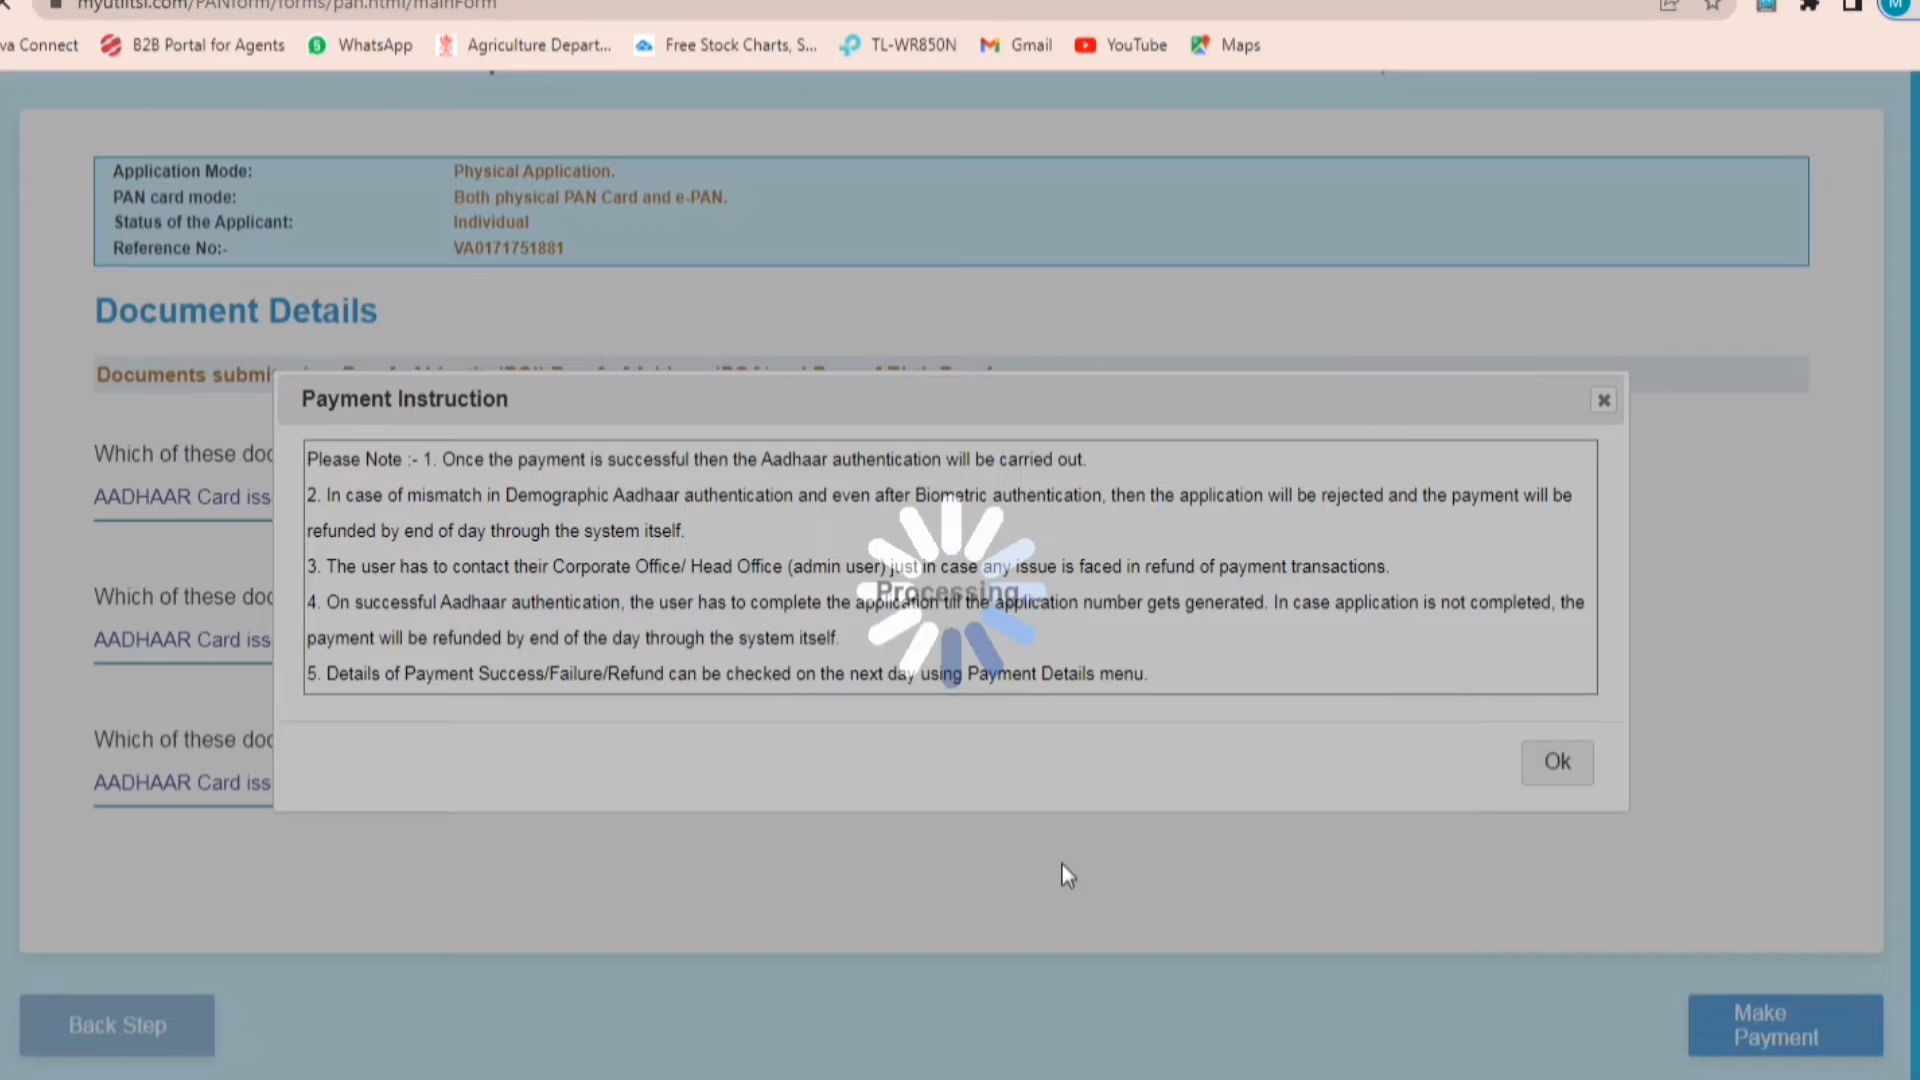 myutiitsl.com/PANform/forms/pan.html/mainForm
va Connect
B2B Portal for Agents
WhatsApp
Agriculture Depart...
Free Stock Charts, S...
TL-WR850N
Gmail
YouTube
Maps
M
Application Mode: Physical Application.
PAN card mode: Both physical PAN Card and e-PAN.
Status of the Applicant: Individual
Reference No:- VA0171751881
Document Details
Documents submi
Payment Instruction
Which of these doc
AADHAAR Card iss
Which of these doc
AADHAAR Card iss
Which of these doc
AADHAAR Card iss
Please Note :- 1. Once the payment is successful then the Aadhaar authentication will be carried out.
2. In case of mismatch in Demographic Aadhaar authentication and even after Biometric authentication, then the application will be rejected and the payment will be
refunded by end of day through the system itself.
3. The user has to contact their Corporate Office/ Head Office (admin user) just in case any issue is faced in refund of payment transactions.
Processing
4. On successful Aadhaar authentication, the user has to complete the application till the application number gets generated. In case application is not completed, the
payment will be refunded by end of the day through the system itself.
5. Details of Payment Success/Failure/Refund can be checked on the next day using Payment Details menu.
Ok
Back Step
Make
Payment